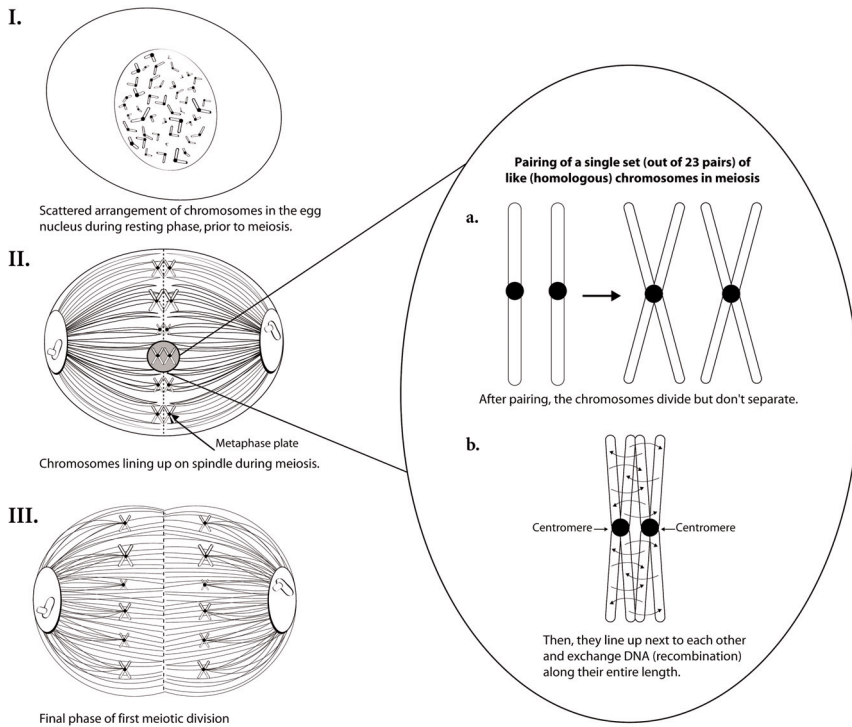 I.
Scattered arrangement of chromosomes in the egg
nucleus during resting phase, prior to meiosis.
II.
Metaphase plate
Chromosomes lining up on spindle during meiosis.
III.
Final phase of first meiotic division
Pairing of a single set (out of 23 pairs) of
like (homologous) chromosomes in meiosis
a.
After pairing, the chromosomes divide but don't separate.
b.
Centromere
Centromere
Then, they line up next to each other
and exchange DNA (recombination)
along their entire length.